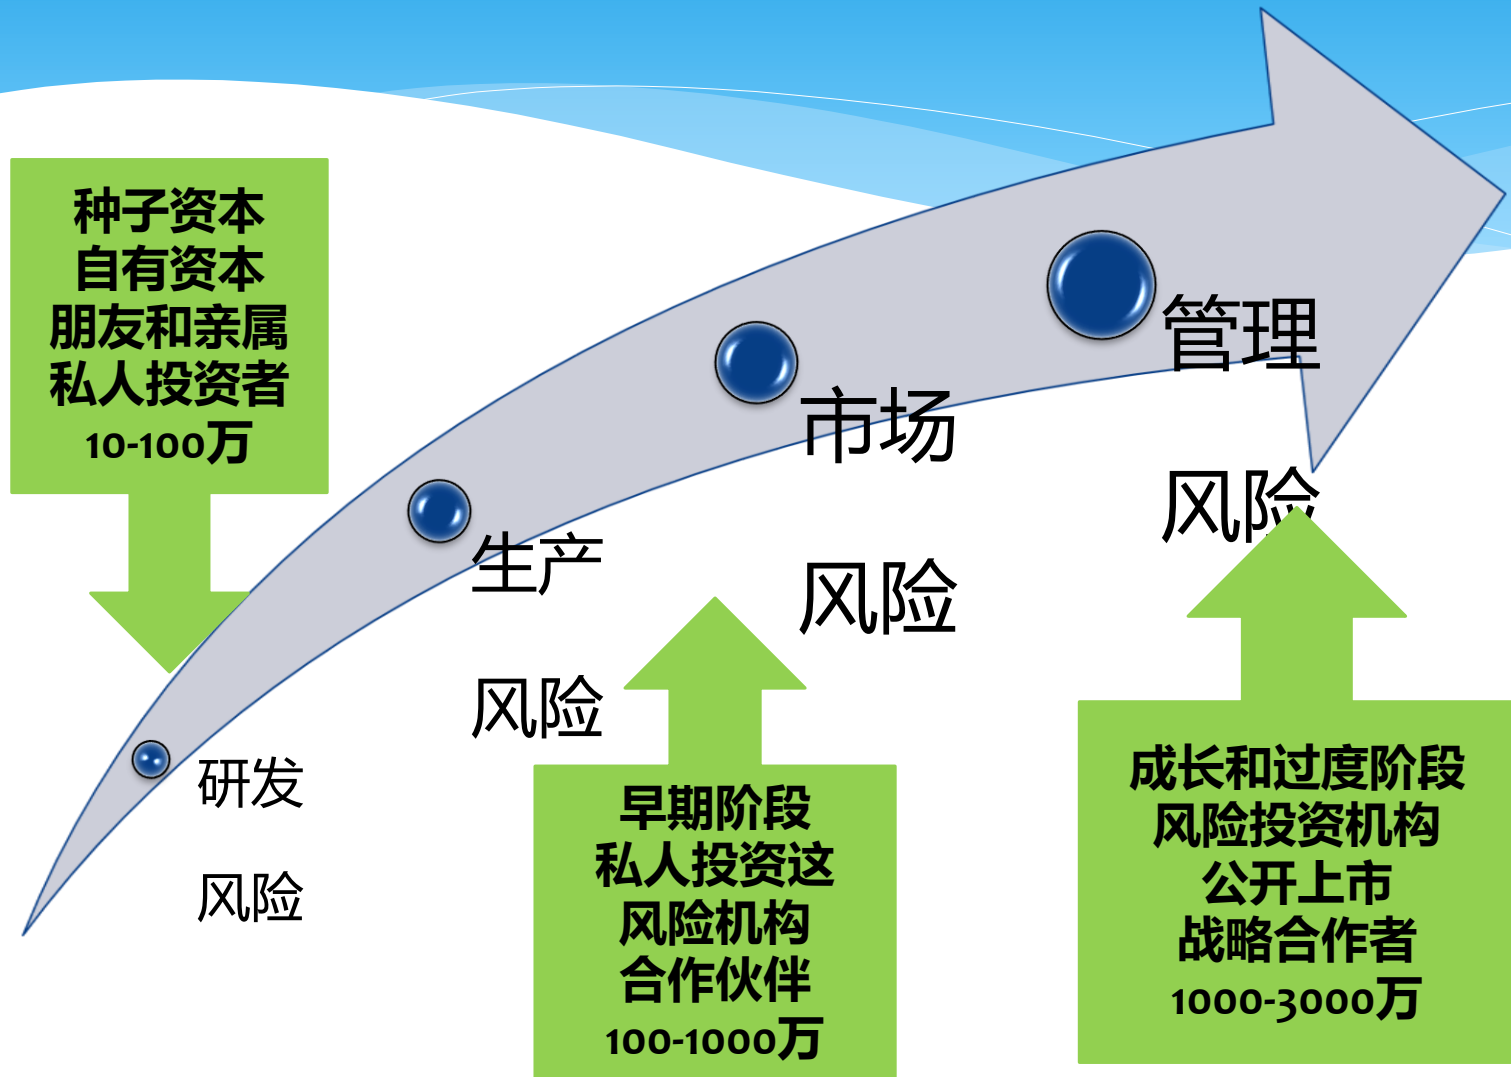 种子资本
自有资本
朋友和亲属
私人投资者
10-100万
研发
风险
生产
风险
市场
风险
管理
风险
早期阶段
私人投资这
风险机构
合作伙伴
100-1000万
成长和过度阶段
风险投资机构
公开上市
战略合作者
1000-3000万